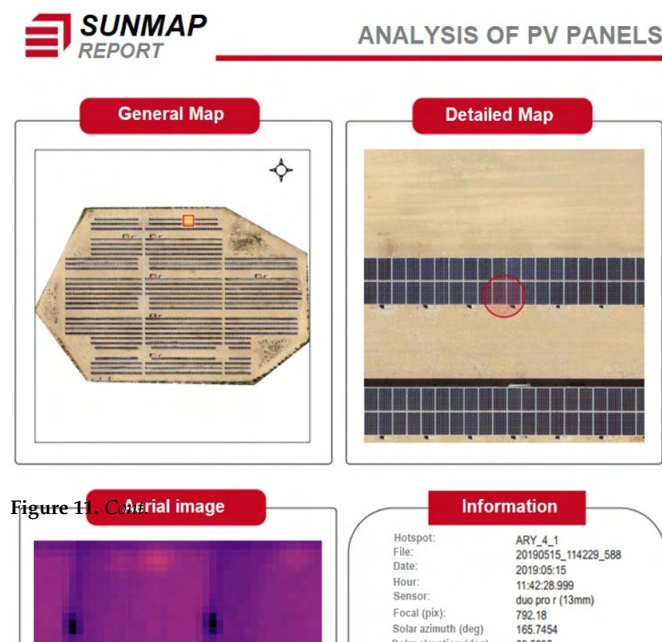 SUNMAP
REPORT
ANALYSIS OF PV PANELS
General Map
Detailed Map
Figure 11. Cont.
Aerial image
Information
Hotspot: ARY_4_1
File: 20190515_114229_588
Date: 2019:05:15
Hour: 11:42:28.999
Sensor: duo pro r (13mm)
Focal (pix): 792.18
Solar azimuth (deg) 165.7454